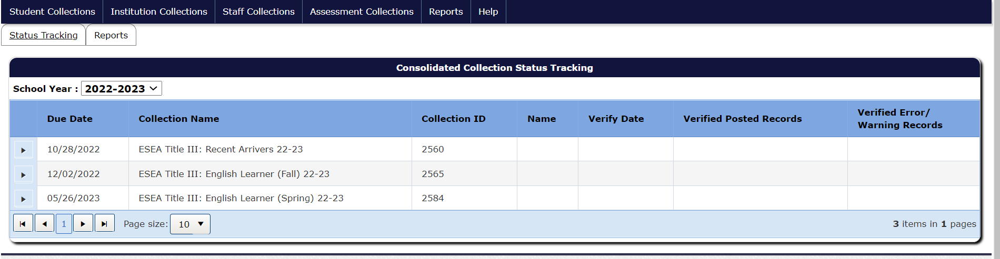 Student Collections Institution Collections Staff Collections Assessment Collections Reports Help
Status Tracking Reports
Consolidated Collection Status Tracking
School Year : 2022-2023
Due Date Collection Name Collection ID Name Verify Date Verified Posted Records Verified Error/
Warning Records
10/28/2022 ESEA Title III: Recent Arrivers 22-23 2560
12/02/2022 ESEA Title III: English Learner (Fall) 22-23 2565
05/26/2023 ESEA Title III: English Learner (Spring) 22-23 2584
1 Page size: 10 3 items in 1 pages